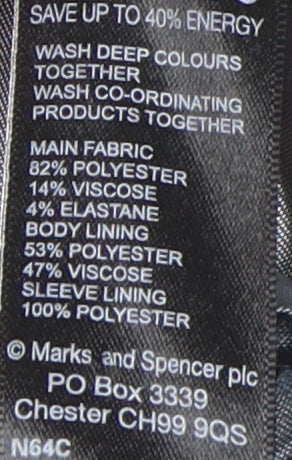 SAVE UP TO 40% ENERGY
WASH DEEP COLOURS
TOGETHER
WASH CO-ORDINATING
PRODUCTS TOGETHER
MAIN FABRIC
82% POLYESTER
14% VISCOSE
4% ELASTANE
BODY LINING
53% POLYESTER
47% VISCOSE
SLEEVE LINING
100% POLYESTER
© Marks and Spencer plc
PO Box 3339
Chester CH99 9QS
N64C